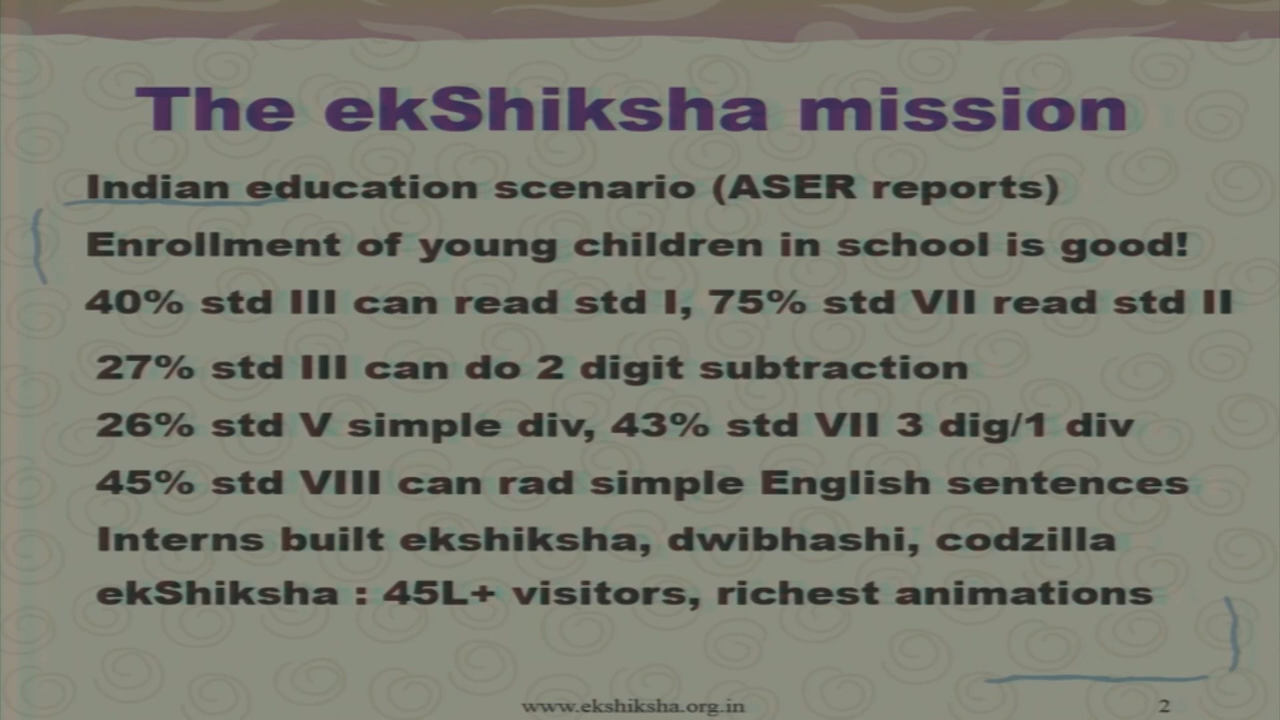 The ekShiksha mission
Indian education scenario (ASER reports)
Enrollment of young children in school is good!
40% std III can read std I, 75% std VII read std II
27% std III can do 2 digit subtraction
26% std V simple div, 43% std VII 3 dig/1 div
45% std VIII can rad simple English sentences
Interns built ekshiksha, dwibhashi, codzilla
ekShiksha : 45L+ visitors, richest animations
www.ekshiksha.org.in
2